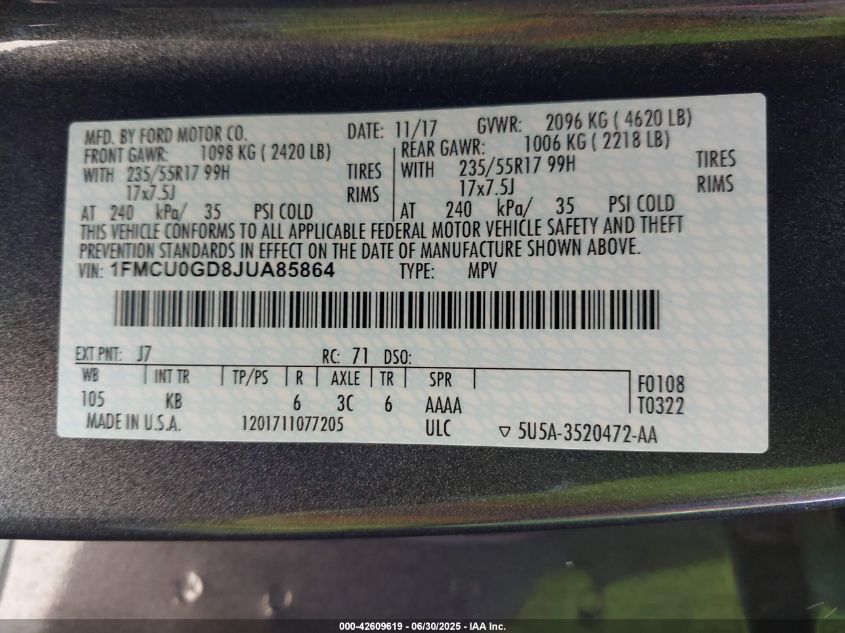 MFD. BY FORD MOTOR CO. DATE: 11/17 GVWR: 2096 KG ( 4620 LB)
FRONT GAWR: 1098 KG ( 2420 LB) REAR GAWR: 1006 KG ( 2218 LB)
WITH 235/55R17 99H TIRES WITH 235/55R17 99H TIRES
17x7.5J RIMS 17x7.5J RIMS
AT 240 kPa/ 35 PSI COLD AT 240 kPa/ 35 PSI COLD
THIS VEHICLE CONFORMS TO ALL APPLICABLE FEDERAL MOTOR VEHICLE SAFETY AND THEFT
PREVENTION STANDARDS IN EFFECT ON THE DATE OF MANUFACTURE SHOWN ABOVE.
VIN: 1FMCU0GD8JUA85864 TYPE: MPV
EXT PNT: J7 RC: 71 DSO:
WB INT TR TP/PS R AXLE TR SPR F0108
105 KB 6 3C 6 AAAA T0322
MADE IN U.S.A. 1201711077205 ULC ▽ 5U5A-3520472-AA
000-42609619 - 06/30/2025 - IAA Inc.